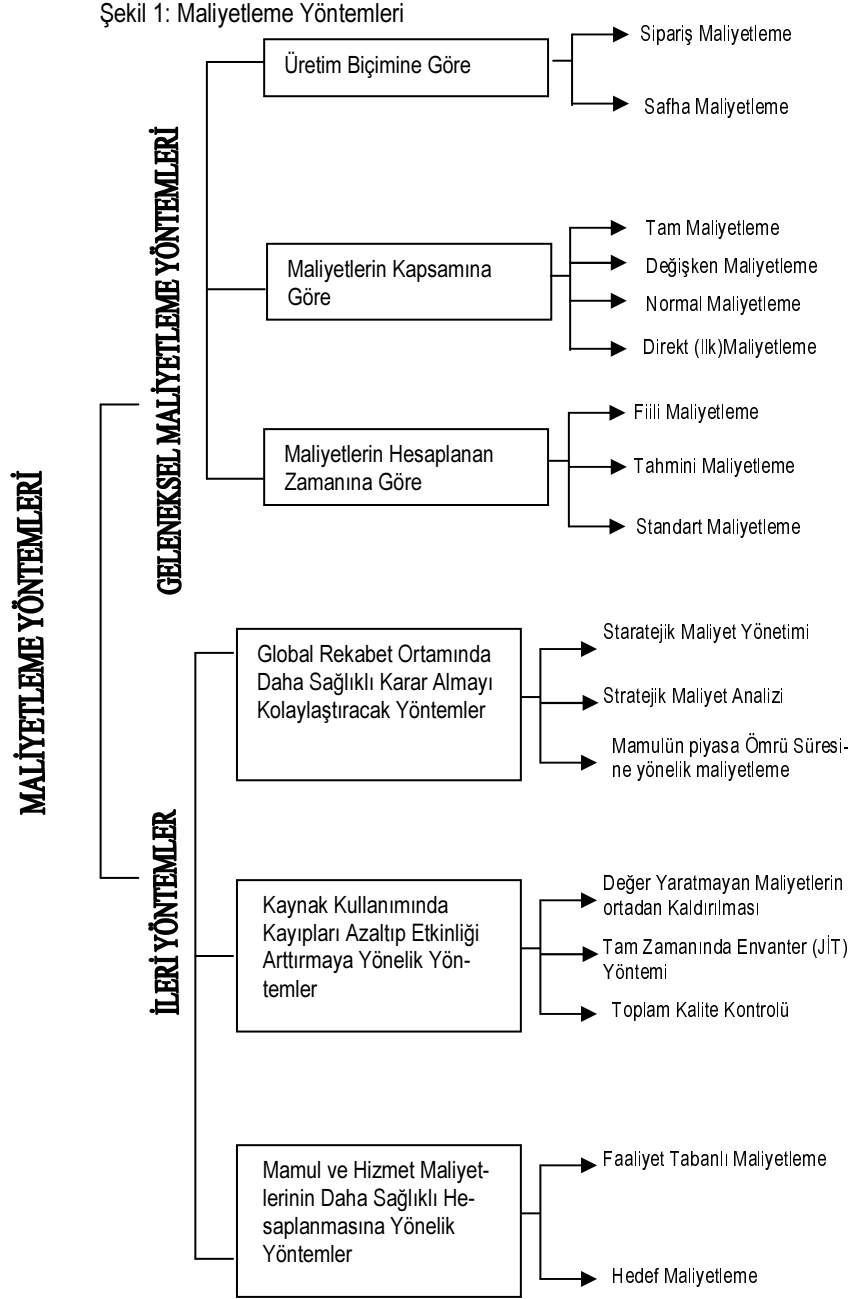 Şekil 1: Maliyetleme Yöntemleri
MALİYETLEME YÖNTEMLERİ
GELENEKSEL MALİYETLEME YÖNTEMLERİ
Üretim Biçimine Göre
Sipariş Maliyetleme
Safha Maliyetleme
Maliyetlerin Kapsamına
Göre
Tam Maliyetleme
Değişken Maliyetleme
Normal Maliyetleme
Direkt (Ilk)Maliyetleme
Maliyetlerin Hesaplanan
Zamanına Göre
Fiili Maliyetleme
Tahmini Maliyetleme
Standart Maliyetleme
İLERİ YÖNTEMLER
Global Rekabet Ortamında
Daha Sağlıklı Karar Almayı
Kolaylaştıracak Yöntemler
Staratejik Maliyet Yönetimi
Stratejik Maliyet Analizi
Mamulün piyasa Ömrü Süresi-
ne yönelik maliyetleme
Kaynak Kullanımında
Kayıpları Azaltıp Etkinliği
Arttırmaya Yönelik Yön-
temler
Değer Yaratmayan Maliyetlerin
ortadan Kaldırılması
Tam Zamanında Envanter (JİT)
Yöntemi
Toplam Kalite Kontrolü
Mamul ve Hizmet Maliyet-
lerinin Daha Sağlıklı He-
saplanmasına Yönelik
Yöntemler
Faaliyet Tabanlı Maliyetleme
Hedef Maliyetleme